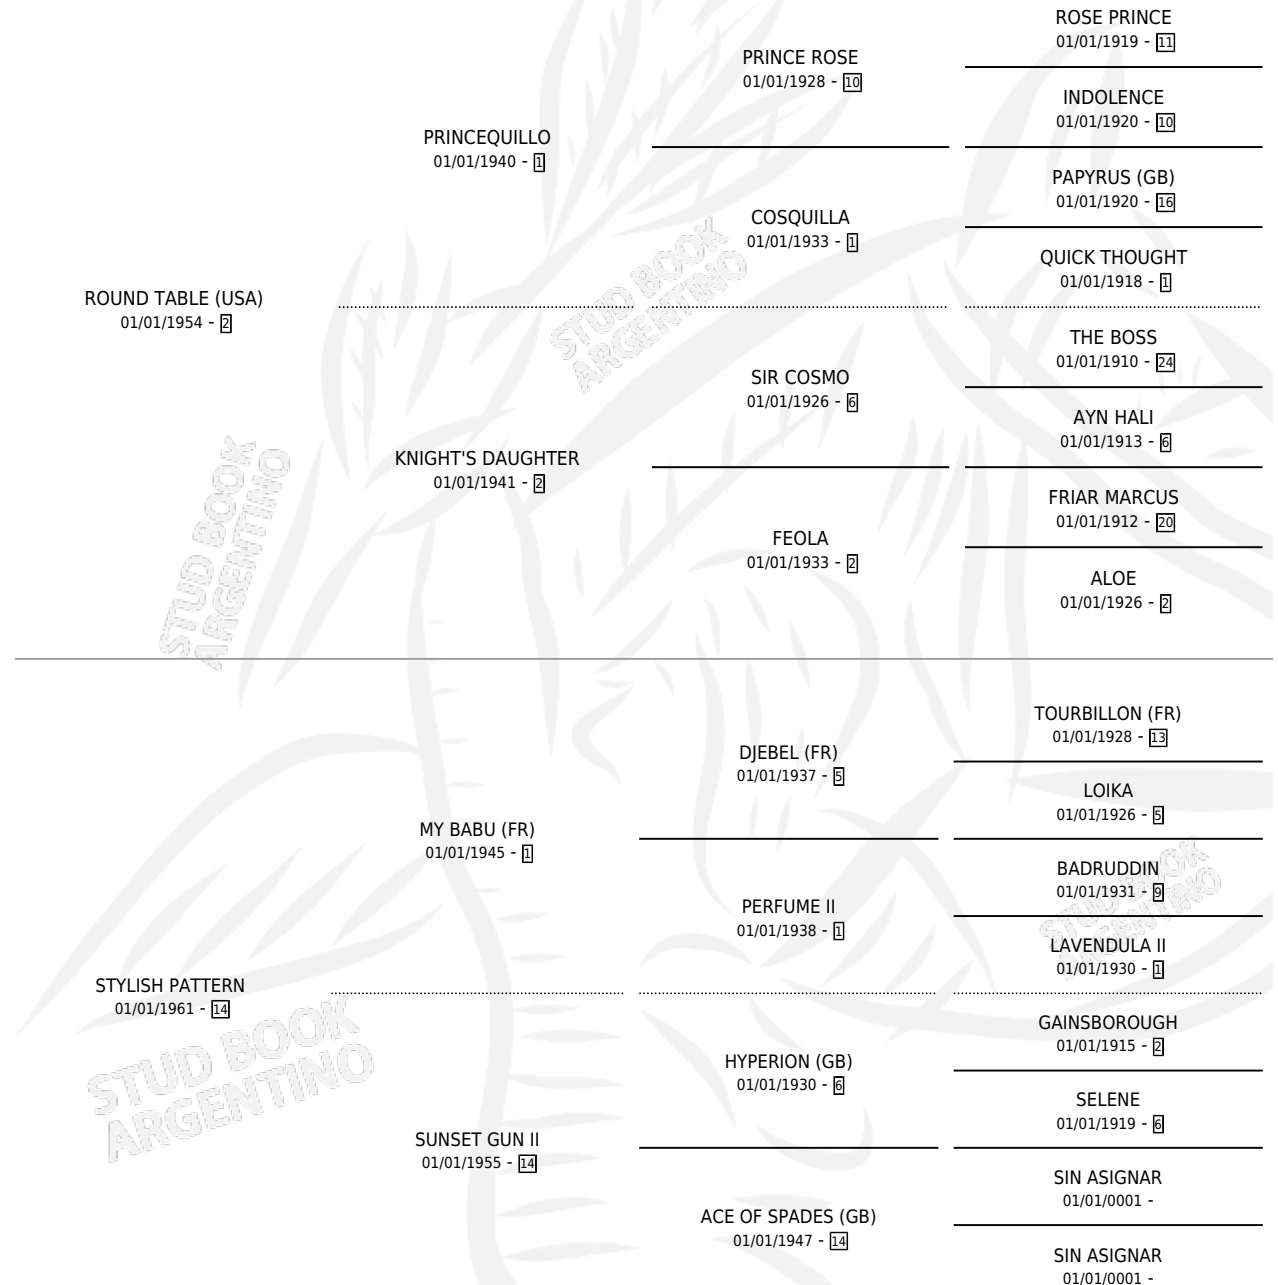 ROSE PRINCE
01/01/1919 - 11
PRINCE ROSE
01/01/1928 - 10
INDOLENCE
01/01/1920 - 10
PRINCEQUILLO
01/01/1940 - 1
PAPYRUS (GB)
01/01/1920 - 16
COSQUILLA
01/01/1933 - 1
QUICK THOUGHT
01/01/1918 - 1
ROUND TABLE (USA)
01/01/1954 - 2
THE BOSS
01/01/1910 - 24
SIR COSMO
01/01/1926 - 6
AYN HALI
01/01/1913 - 6
KNIGHT'S DAUGHTER
01/01/1941 - 2
FRIAR MARCUS
01/01/1912 - 20
FEOLA
01/01/1933 - 2
ALOE
01/01/1926 - 2
STUD BOOK
ARGENTINO
STUD BOOK
ARGENTINO
TOURBILLON (FR)
01/01/1928 - 13
DJEBEL (FR)
01/01/1937 - 5
LOIKA
01/01/1926 - 5
MY BABU (FR)
01/01/1945 - 1
BADRUDDIN
01/01/1931 - 9
PERFUME II
01/01/1938 - 1
LAVENDULA II
01/01/1930 - 1
STYLISH PATTERN
01/01/1961 - 14
GAINSBOROUGH
01/01/1915 - 2
HYPERION (GB)
01/01/1930 - 6
SELENE
01/01/1919 - 6
SUNSET GUN II
01/01/1955 - 14
SIN ASIGNAR
01/01/0001 -
ACE OF SPADES (GB)
01/01/1947 - 14
SIN ASIGNAR
01/01/0001 -
STUD BOOK
ARGENTINO
STUD BOOK
ARGENTINO